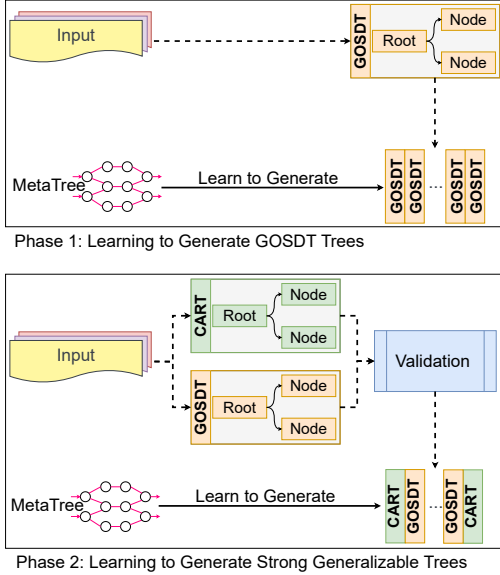 Input
GOSDT
Root
Node
Node
MetaTree
Learn to Generate
GOSDT
GOSDT
...
GOSDT
GOSDT
Phase 1: Learning to Generate GOSDT Trees
Input
CART
Root
Node
Node
GOSDT
Root
Node
Node
Validation
MetaTree
Learn to Generate
CART
GOSDT
...
GOSDT
CART
Phase 2: Learning to Generate Strong Generalizable Trees